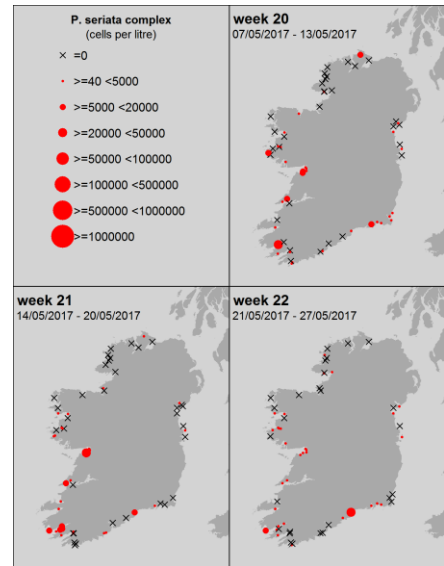 P. seriata complex
(cells per litre)
=0
>=40 <5000
>=5000 <20000
>=20000 <50000
>=50000 <100000
>=100000 <500000
>=500000 <1000000
>=1000000
week 20
07/05/2017 - 13/05/2017
week 21
14/05/2017 - 20/05/2017
week 22
21/05/2017 - 27/05/2017